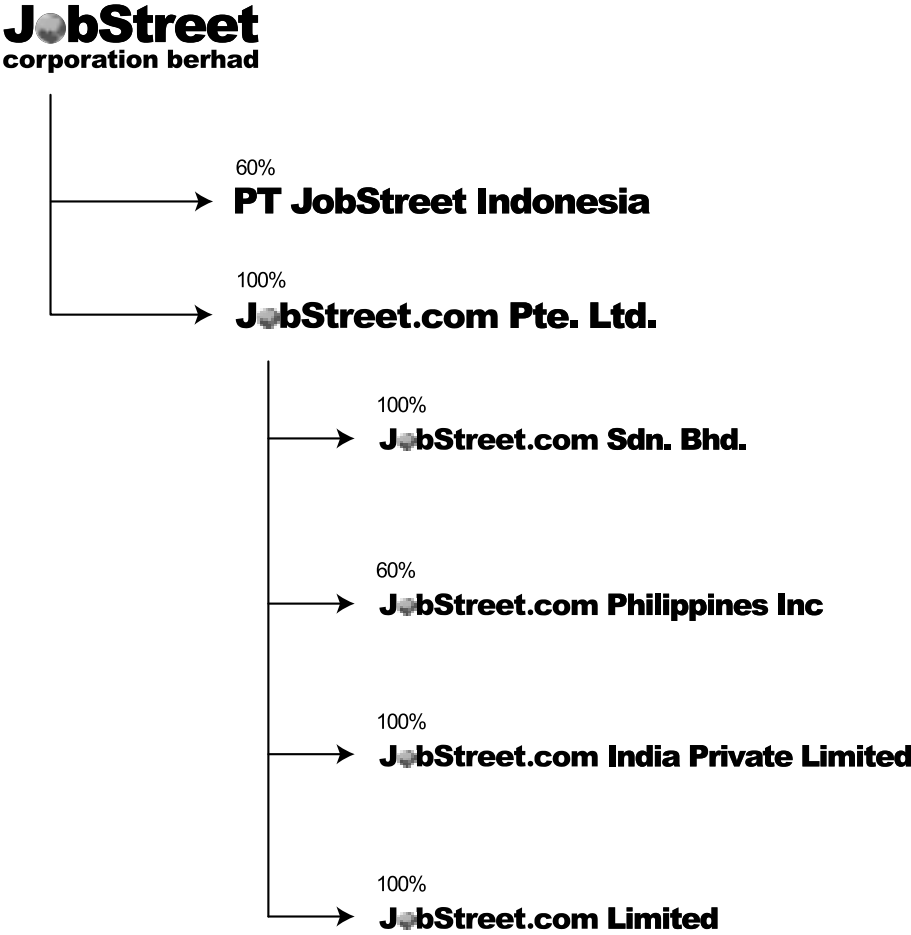 JobStreet
corporation berhad
60%
PT JobStreet Indonesia
100%
JobStreet.com Pte. Ltd.
100%
JobStreet.com Sdn. Bhd.
60%
JobStreet.com Philippines Inc
100%
JobStreet.com India Private Limited
100%
JobStreet.com Limited